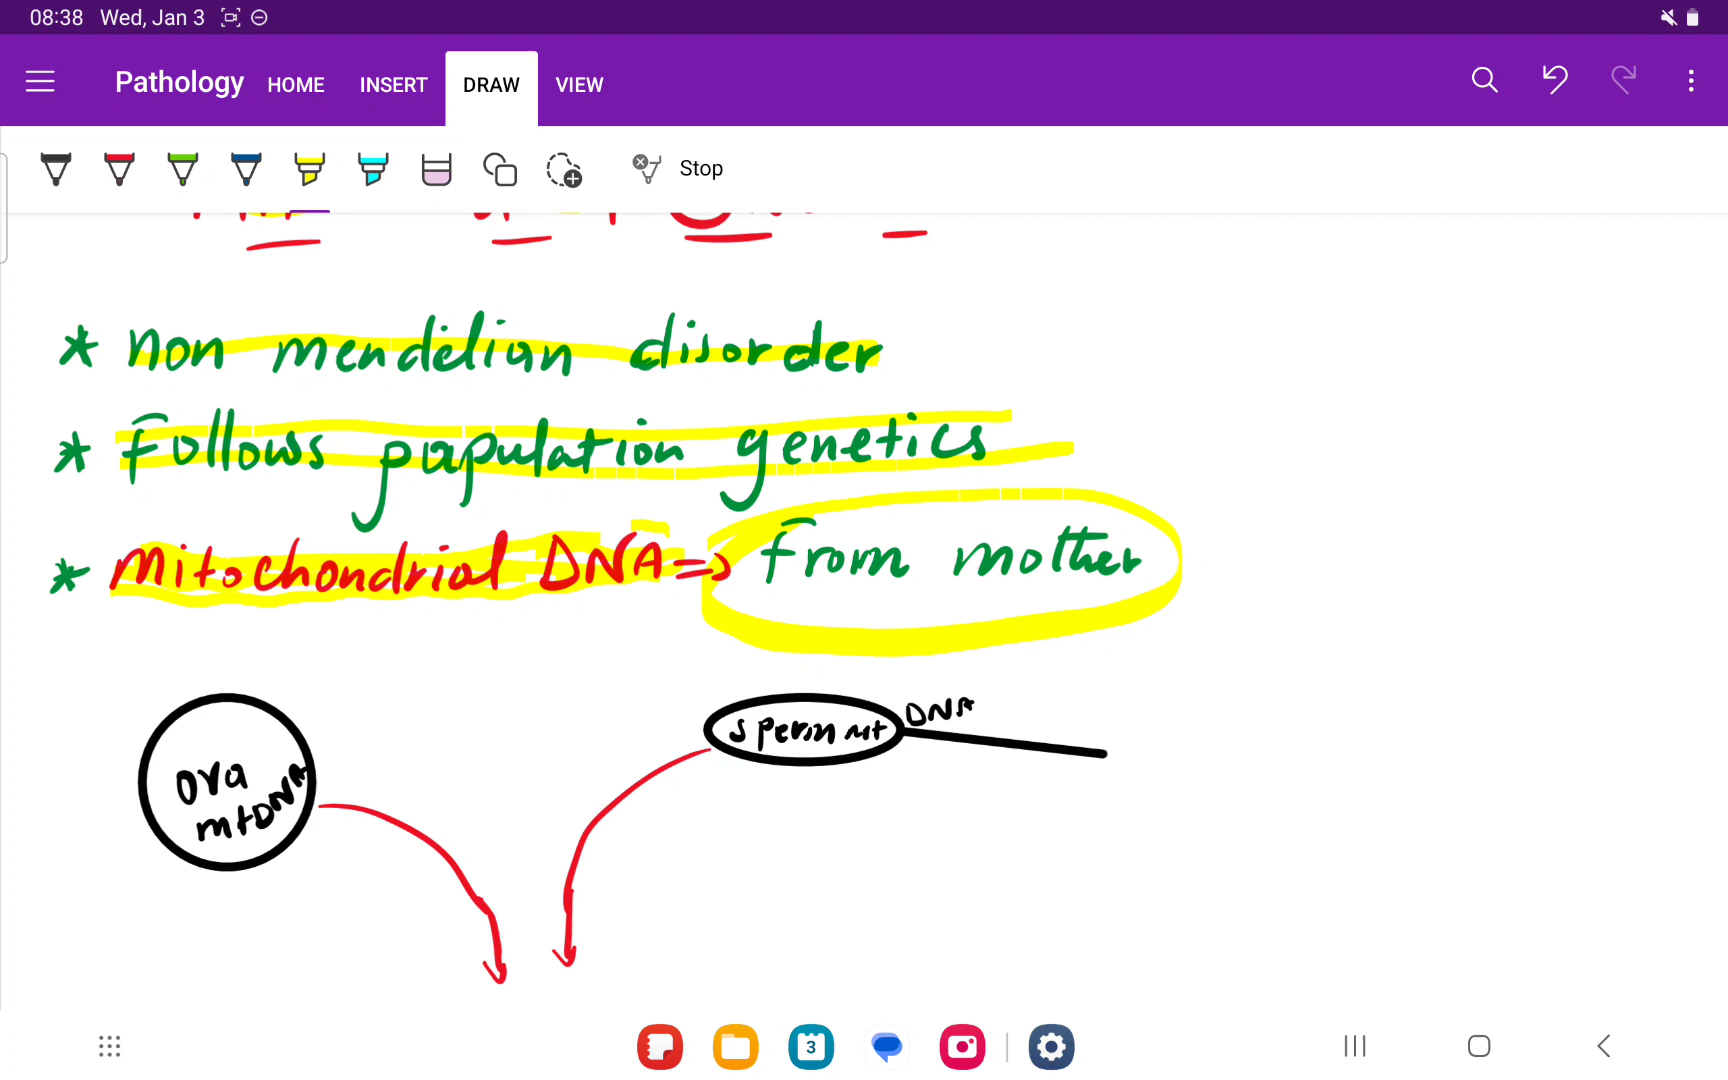 08:38 Wed, Jan 3
Pathology HOME INSERT DRAW VIEW
Stop
* non mendelian disorder
* Follows population genetics
* Mitochondrial DNA => from mother
ova
mtDNA
sperm mt DNA
3